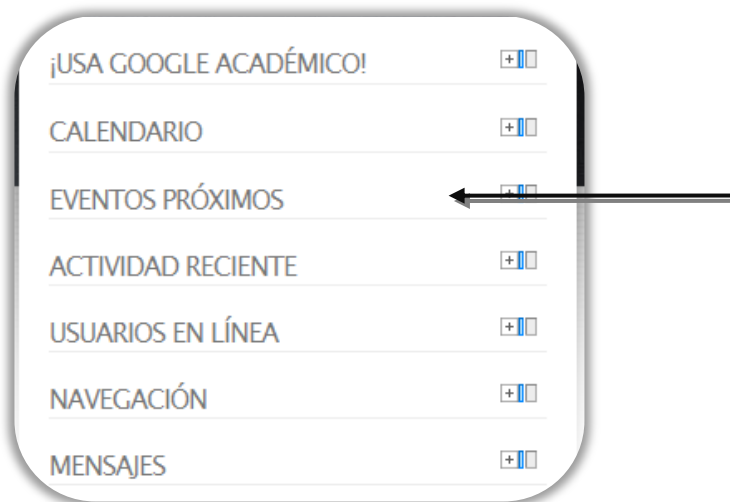 ¡USA GOOGLE ACADÉMICO!
CALENDARIO
EVENTOS PRÓXIMOS
ACTIVIDAD RECIENTE
USUARIOS EN LÍNEA
NAVEGACIÓN
MENSAJES